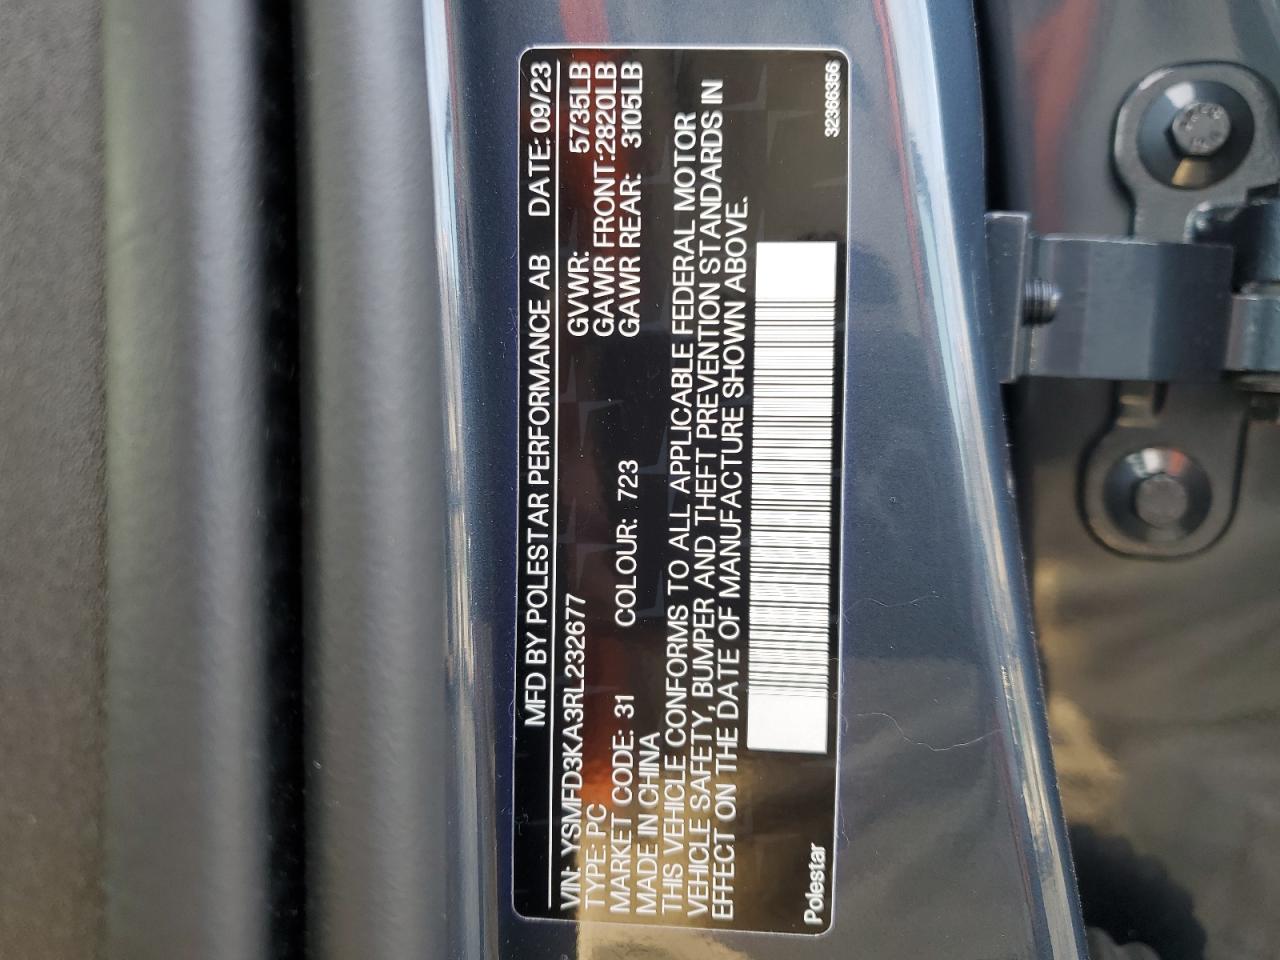 MFD BY POLESTAR PERFORMANCE AB DATE: 09/23
VIN: YSMFD3KA3RL232677 GVWR: 5735LB
TYPE: PC GAWR FRONT:2820LB
MARKET CODE: 31 COLOUR: 723 GAWR REAR: 3105LB
MADE IN CHINA
THIS VEHICLE CONFORMS TO ALL APPLICABLE FEDERAL MOTOR
VEHICLE SAFETY, BUMPER AND THEFT PREVENTION STANDARDS IN
EFFECT ON THE DATE OF MANUFACTURE SHOWN ABOVE.
Polestar 32366356